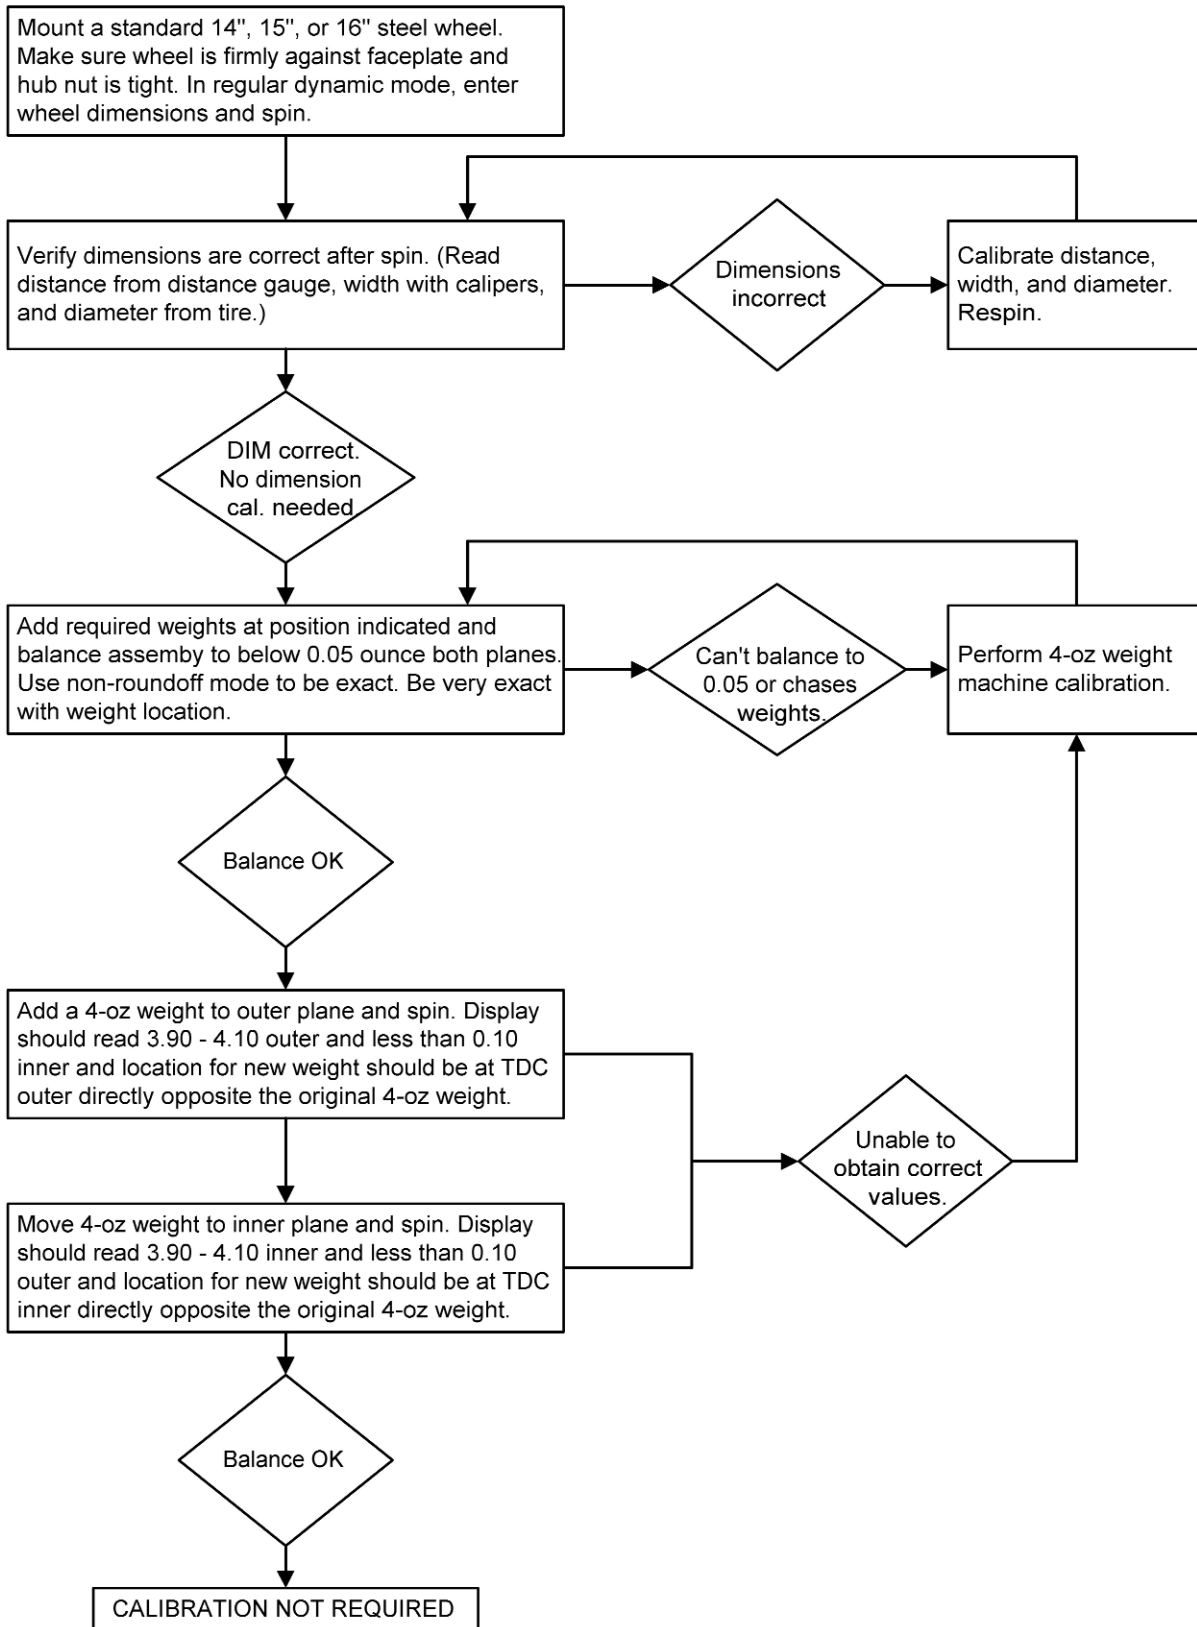 Mount a standard 14", 15", or 16" steel wheel.
Make sure wheel is firmly against faceplate and
hub nut is tight. In regular dynamic mode, enter
wheel dimensions and spin.
Verify dimensions are correct after spin. (Read
distance from distance gauge, width with calipers,
and diameter from tire.)
Dimensions
incorrect
Calibrate distance,
width, and diameter.
Respin.
DIM correct.
No dimension
cal. needed.
Add required weights at position indicated and
balance assemby to below 0.05 ounce both planes.
Use non-roundoff mode to be exact. Be very exact
with weight location.
Can't balance to
0.05 or chases
weights.
Perform 4-oz weight
machine calibration.
Balance OK
Add a 4-oz weight to outer plane and spin. Display
should read 3.90 - 4.10 outer and less than 0.10
inner and location for new weight should be at TDC
outer directly opposite the original 4-oz weight.
Unable to
obtain correct
values.
Move 4-oz weight to inner plane and spin. Display
should read 3.90 - 4.10 inner and less than 0.10
outer and location for new weight should be at TDC
inner directly opposite the original 4-oz weight.
Balance OK
CALIBRATION NOT REQUIRED